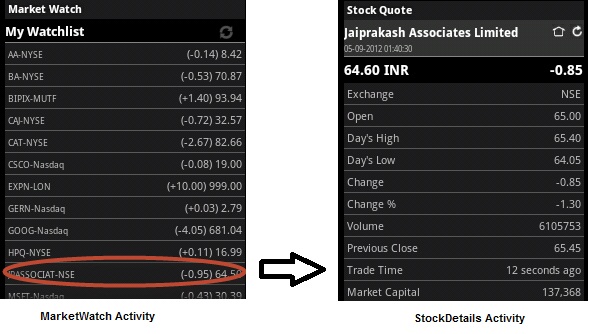 Market Watch
My Watchlist
AA-NYSE (-0.14) 8.42
BA-NYSE (-0.53) 70.87
BIPIX-MUTF (+1.40) 93.94
CAJ-NYSE (-0.72) 32.57
CAT-NYSE (-2.67) 82.66
CSCO-Nasdaq (-0.08) 19.00
EXPN-LON (+10.00) 999.00
GERN-Nasdaq (+0.03) 2.79
GOOG-Nasdaq (-4.05) 681.04
HPQ-NYSE (+0.11) 16.99
JPASSOCIAT-NSE (-0.95) 64.50
MSFT-Nasdaq (-0.43) 30.39
MarketWatch Activity
Stock Quote
Jaiprakash Associates Limited
05-09-2012 01:40:30
64.60 INR -0.85
Exchange NSE
Open 65.00
Day's High 65.40
Day's Low 64.05
Change -0.85
Change % -1.30
Volume 6105753
Previous Close 65.45
Trade Time 12 seconds ago
Market Capital 137,368
StockDetails Activity